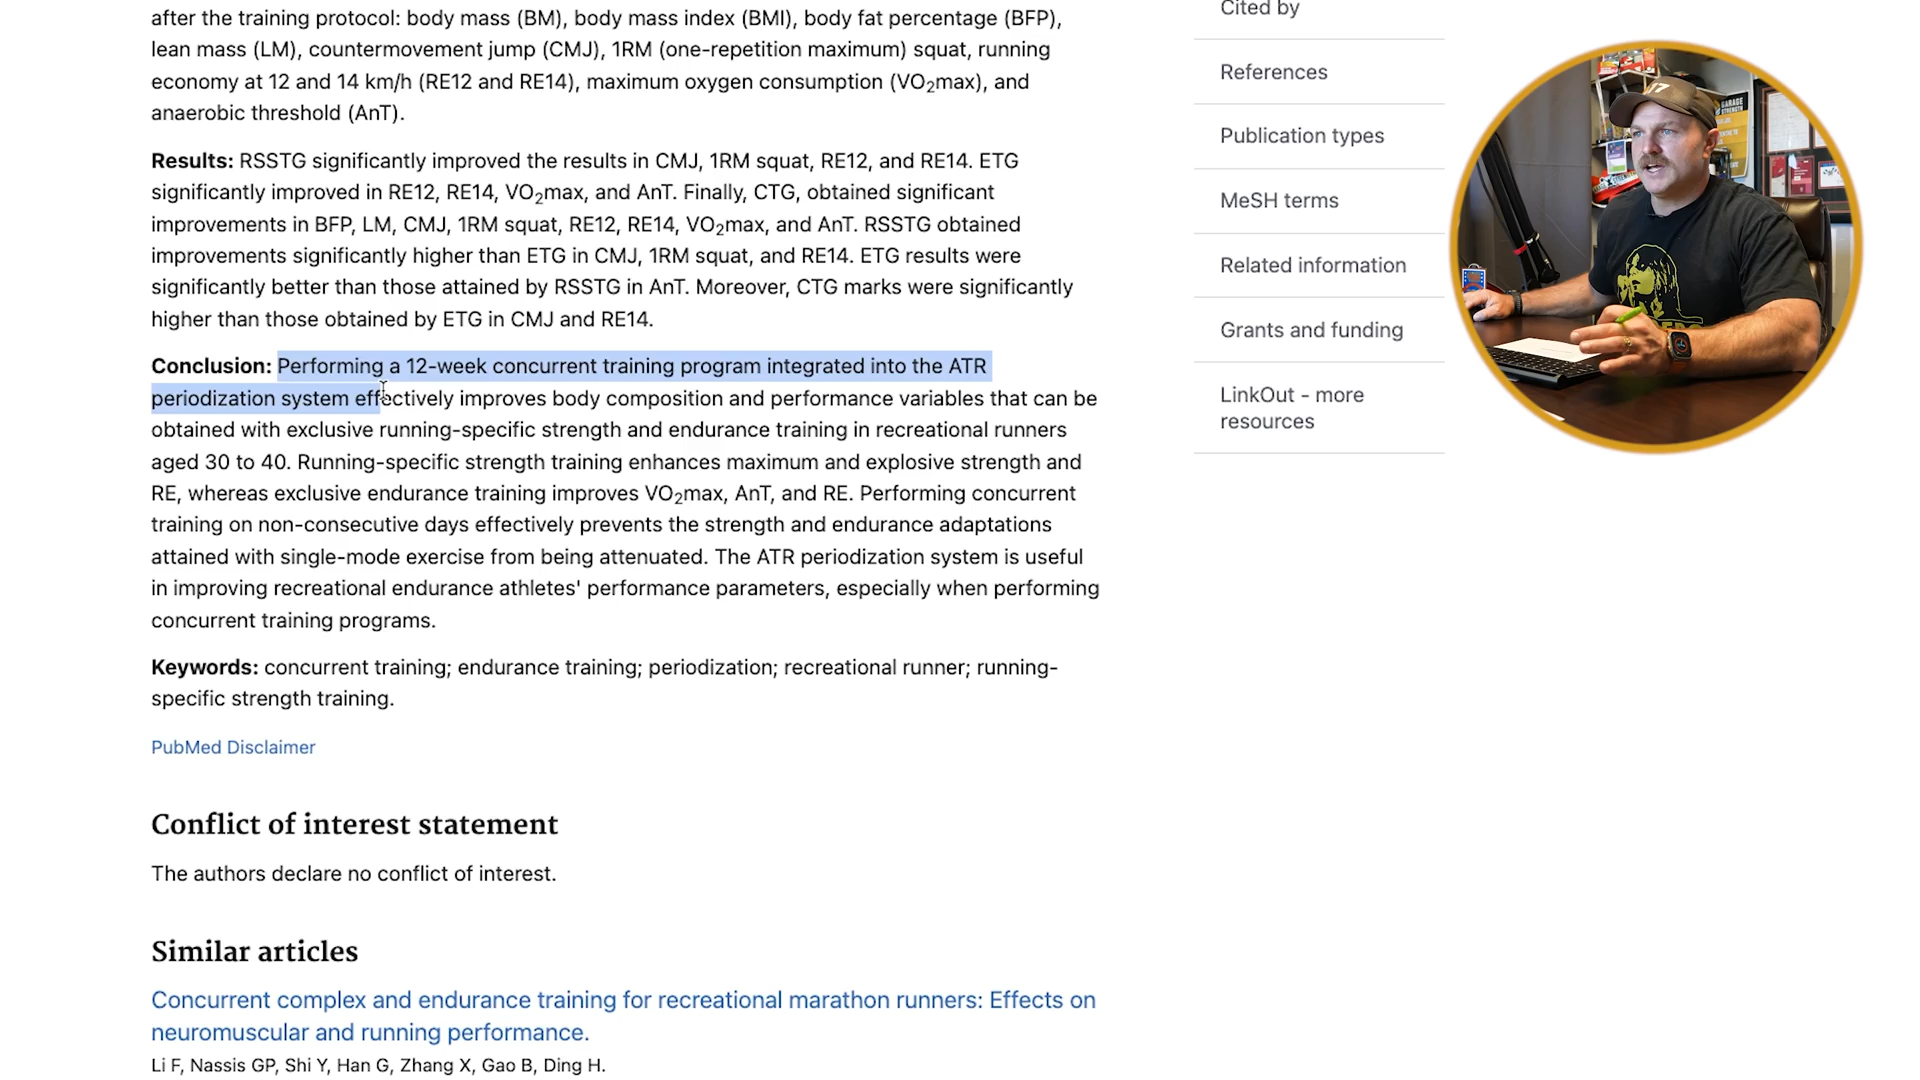 after the training protocol: body mass (BM), body mass index (BMI), body fat percentage (BFP),
lean mass (LM), countermovement jump (CMJ), 1RM (one-repetition maximum) squat, running
economy at 12 and 14 km/h (RE12 and RE14), maximum oxygen consumption (VO2max), and
anaerobic threshold (AnT).
Results: RSSTG significantly improved the results in CMJ, 1RM squat, RE12, and RE14. ETG
significantly improved in RE12, RE14, VO2max, and AnT. Finally, CTG, obtained significant
improvements in BFP, LM, CMJ, 1RM squat, RE12, RE14, VO2max, and AnT. RSSTG obtained
improvements significantly higher than ETG in CMJ, 1RM squat, and RE14. ETG results were
significantly better than those attained by RSSTG in AnT. Moreover, CTG marks were significantly
higher than those obtained by ETG in CMJ and RE14.
Conclusion: Performing a 12-week concurrent training program integrated into the ATR
periodization system effectively improves body composition and performance variables that can be
obtained with exclusive running-specific strength and endurance training in recreational runners
aged 30 to 40. Running-specific strength training enhances maximum and explosive strength and
RE, whereas exclusive endurance training improves VO2max, AnT, and RE. Performing concurrent
training on non-consecutive days effectively prevents the strength and endurance adaptations
attained with single-mode exercise from being attenuated. The ATR periodization system is useful
in improving recreational endurance athletes' performance parameters, especially when performing
concurrent training programs.
Keywords: concurrent training; endurance training; periodization; recreational runner; running-
specific strength training.
PubMed Disclaimer
Conflict of interest statement
The authors declare no conflict of interest.
Similar articles
Concurrent complex and endurance training for recreational marathon runners: Effects on
neuromuscular and running performance.
Li F, Nassis GP, Shi Y, Han G, Zhang X, Gao B, Ding H.
Cited by
References
Publication types
MeSH terms
Related information
Grants and funding
LinkOut - more
resources
GARAGE
STRENGTH